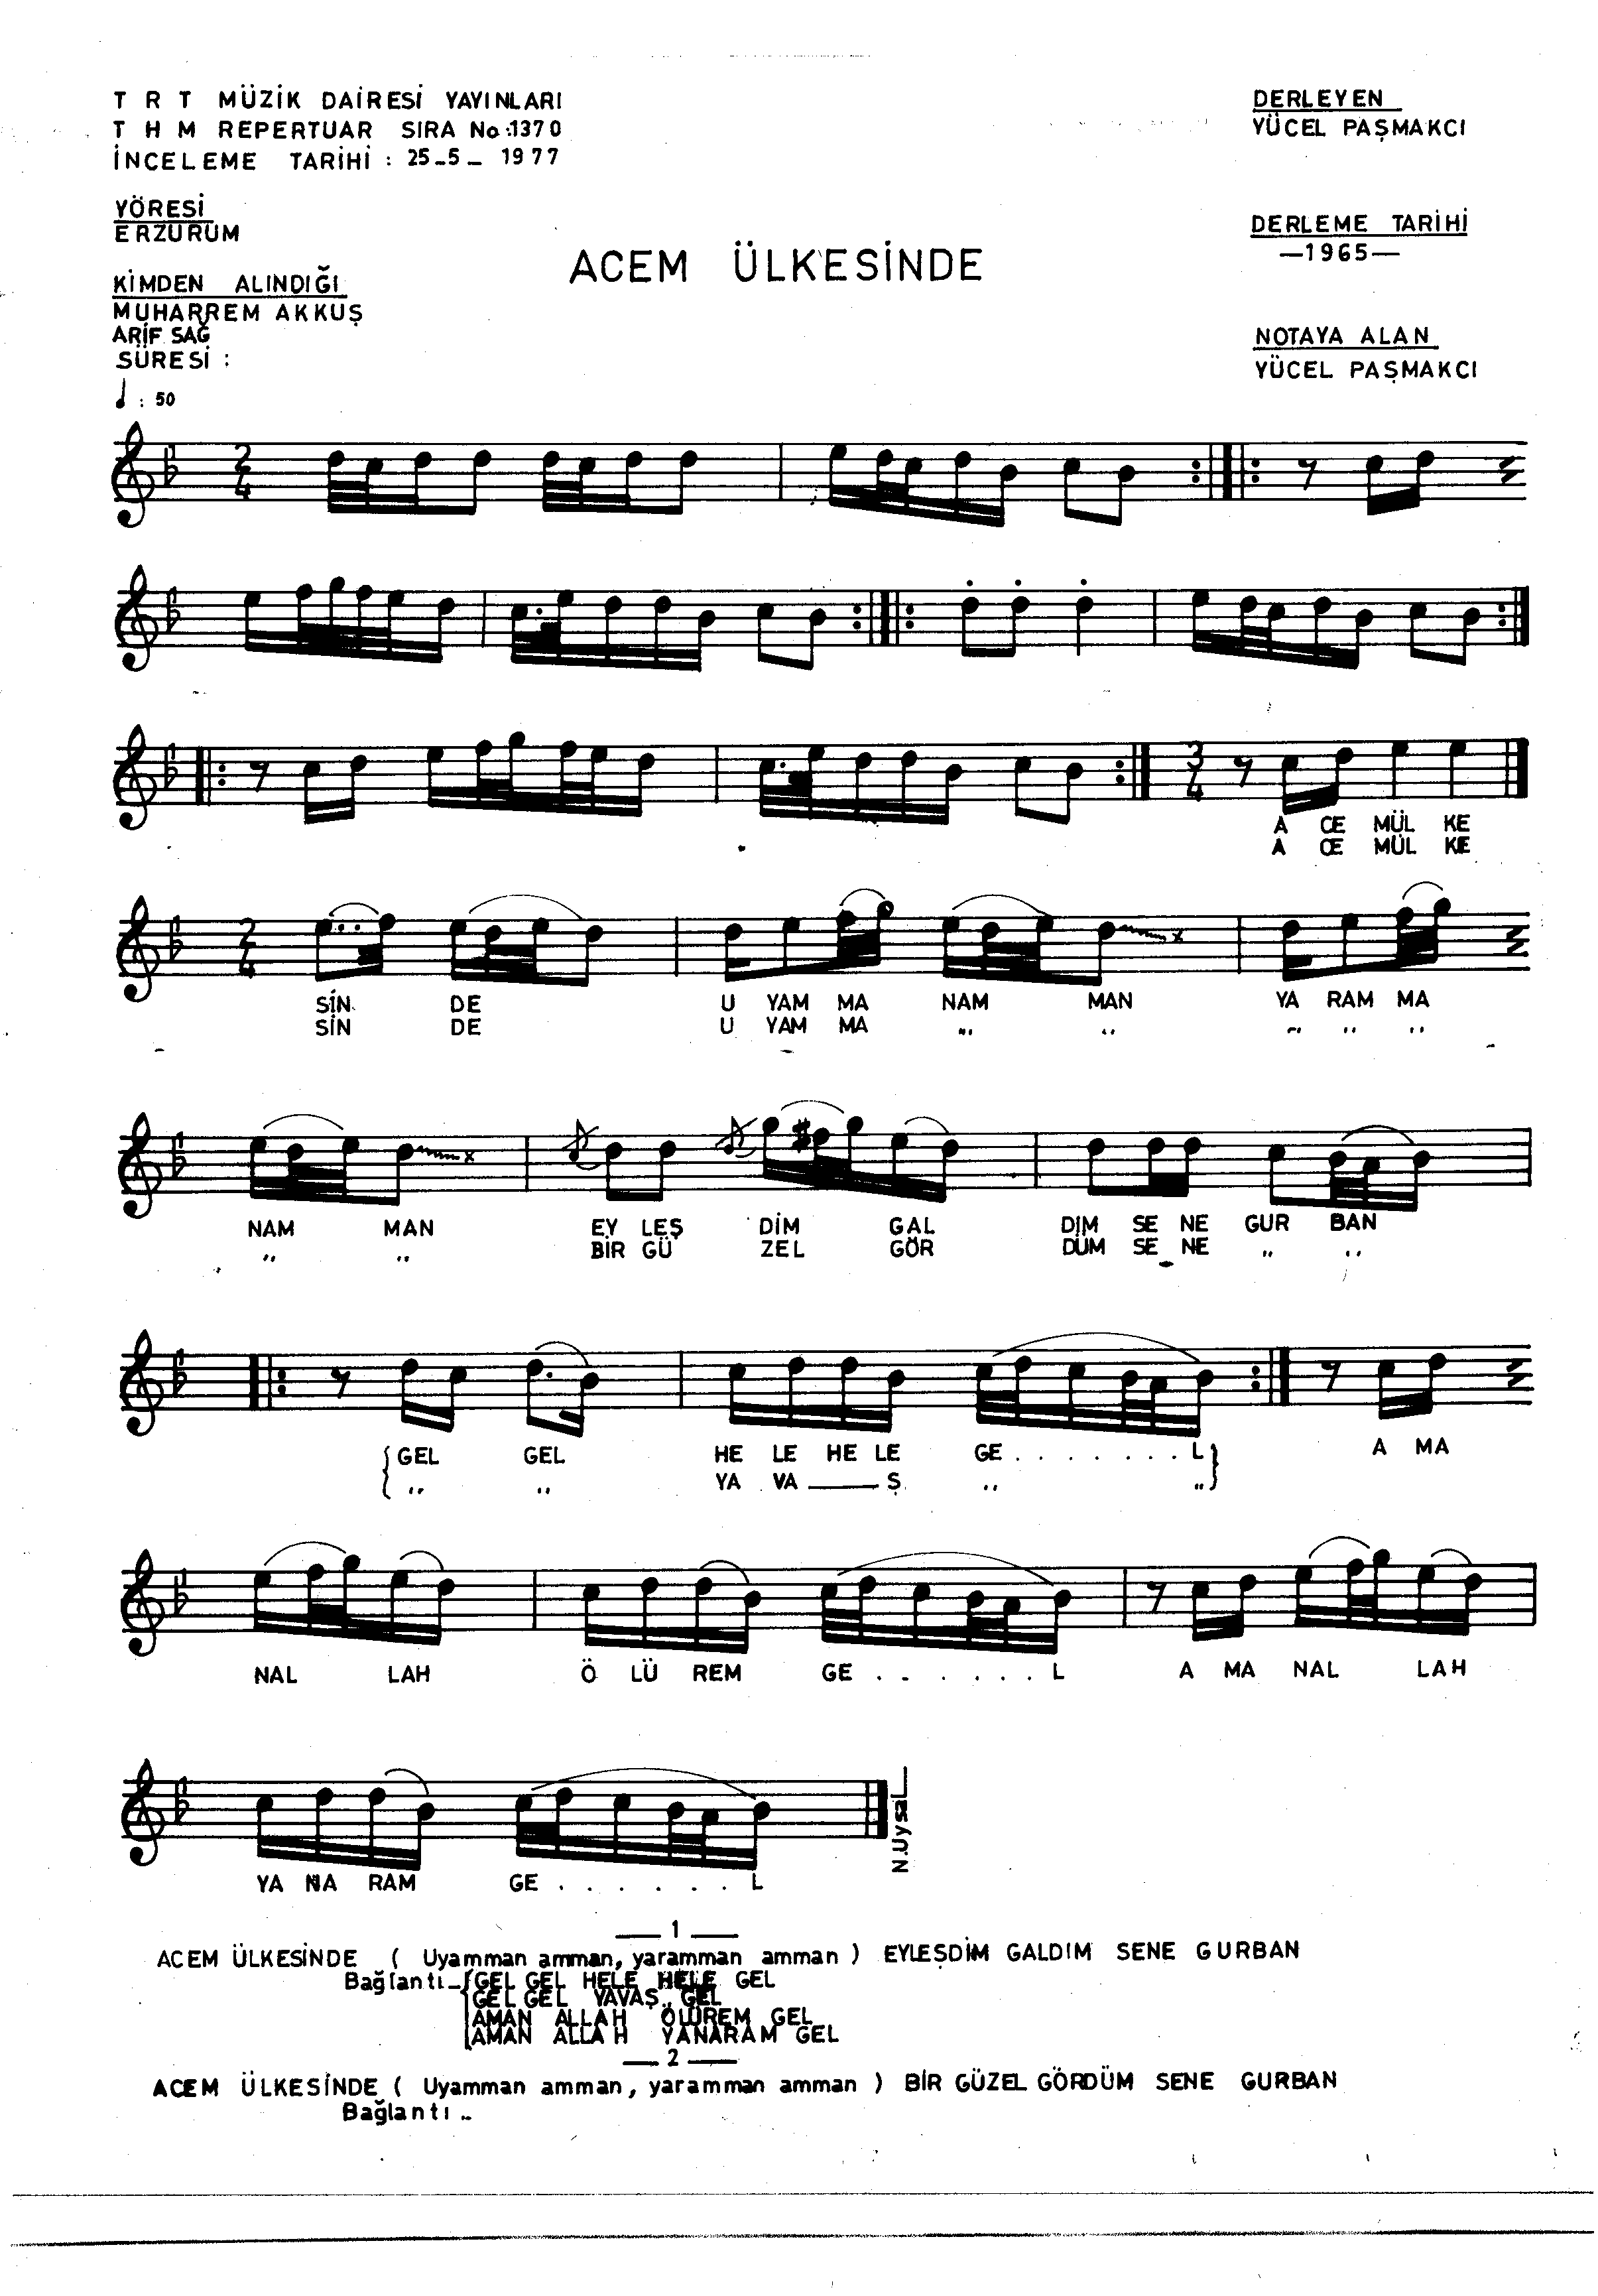 T R T MÜZİK DAİRESİ YAYINLARI
T H M REPERTUAR SIRA No:1370
İNCELEME TARİHİ : 25-5- 1977
DERLEYEN
YÜCEL PAŞMAKCI
YÖRESİ
ERZURUM
DERLEME TARİHİ
—1965—
ACEM ÜLKESİNDE
KİMDEN ALINDIĞI
MUHARREM AKKUŞ
ARİF SAĞ
SÜRESİ :
NOTAYA ALAN
YÜCEL PAŞMAKCI
♩ : 50
2/4
3/4
A CE MÜL KE
A CE MÜL KE
2/4
SİN DE U YAM MA NAM MAN YA RAM MA
SİN DE U YAM MA ,, ,, ,, ,, ,,
NAM MAN EY LEŞ DİM GAL DIM SE NE GUR BAN
,, ,, BİR GÜ ZEL GÖR DÜM SE NE ,, ,,
{GEL GEL HE LE HE LE GE . . . . . . . L} A MA
{,, ,, YA VA —— Ş ,, ,,}
NAL LAH Ö LÜ REM GE . . . . . . L A MA NAL LAH
YA NA RAM GE . . . . . . L
N.Uysal
— 1 —
ACEM ÜLKESİNDE ( Uyamman amman, yaramman amman ) EYLEŞDİM GALDIM SENE GURBAN
Bağlantı - {GEL GEL HELE HELE GEL
GEL GEL YAVAŞ,, GEL
AMAN ALLAH ÖLÜREM GEL
AMAN ALLAH YANARAM GEL
— 2 —
ACEM ÜLKESİNDE ( Uyamman amman, yaramman amman ) BİR GÜZEL GÖRDÜM SENE GURBAN
Bağlantı ..